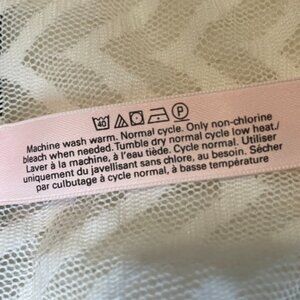 40 P
Machine wash warm. Normal cycle. Only non-chlorine
bleach when needed. Tumble dry normal cycle low heat./
Laver à la machine, à l'eau tiède. Cycle normal. Utiliser
uniquement du javellisant sans chlore, au besoin. Sécher
par culbutage à cycle normal, à basse température